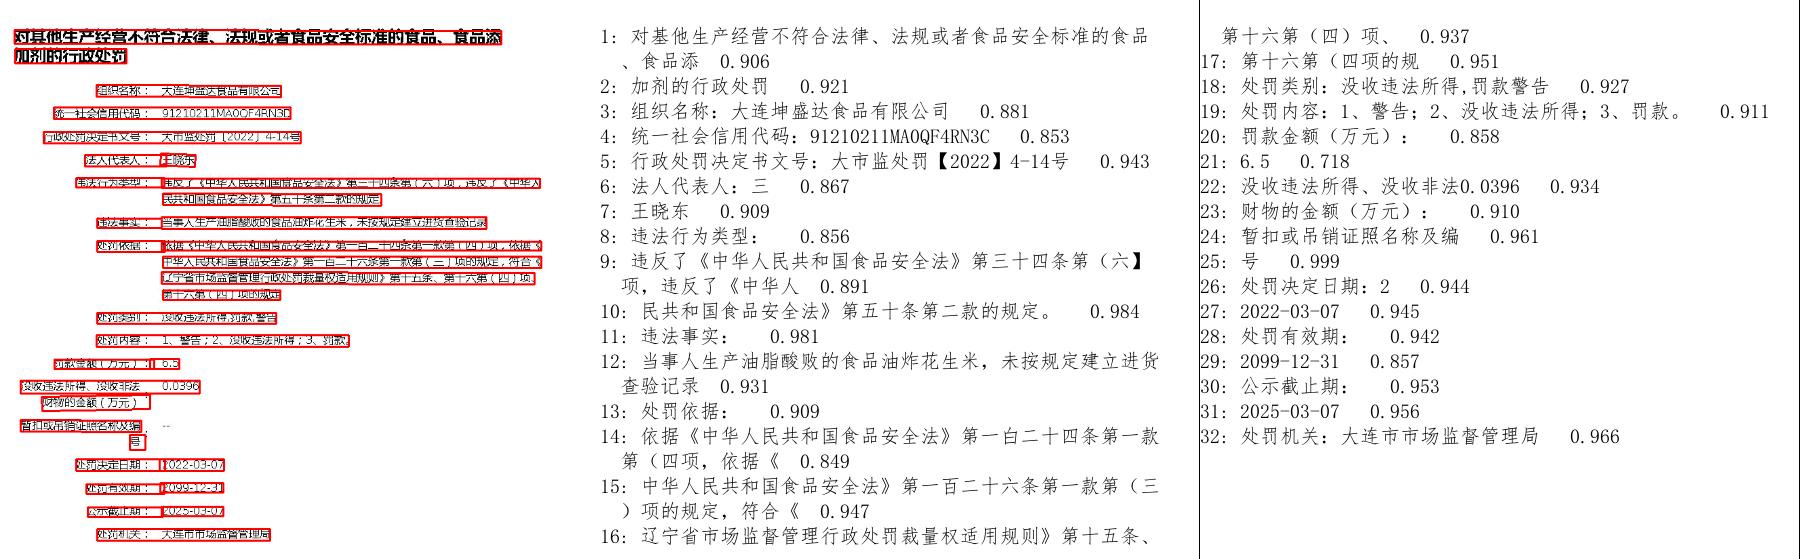 对其他生产经营不符合法律、法规或者食品安全标准的食品、食品添
加剂的行政处罚
组织名称： 大连坤盛达食品有限公司
统一社会信用代码： 91210211MA0QF4RN3C
行政处罚决定书文号： 大市监处罚〔2022〕4-14号
法人代表人： 王晓东
违法行为类型： 违反了《中华人民共和国食品安全法》第三十四条第（六）项，违反了《中华人
民共和国食品安全法》第五十条第二款的规定
违法事实： 当事人生产油脂酸败的食品油炸花生米，未按规定建立进货查验记录
处罚依据： 依据《中华人民共和国食品安全法》第一百二十四条第一款第（四）项，依据《
中华人民共和国食品安全法》第一百二十六条第一款第（三）项的规定，符合《
辽宁省市场监督管理行政处罚裁量权适用规则》第十五条、第十六第（四）项、
第十六第（四）项的规定
处罚类别： 没收违法所得,罚款,警告
处罚内容： 1、警告；2、没收违法所得；3、罚款。
罚款金额（万元）： 6.5
没收违法所得、没收非法 0.0396
财物的金额（万元）：
暂扣或吊销证照名称及编 --
号：
处罚决定日期： 2022-03-07
处罚有效期： 2099-12-31
公示截止期： 2025-03-07
处罚机关： 大连市市场监督管理局
1: 对基他生产经营不符合法律、法规或者食品安全标准的食品
、食品添 0.906
2: 加剂的行政处罚 0.921
3: 组织名称：大连坤盛达食品有限公司 0.881
4: 统一社会信用代码：91210211MA0QF4RN3C 0.853
5: 行政处罚决定书文号：大市监处罚【2022】4-14号 0.943
6: 法人代表人：三 0.867
7: 王晓东 0.909
8: 违法行为类型： 0.856
9: 违反了《中华人民共和国食品安全法》第三十四条第（六】
项，违反了《中华人 0.891
10: 民共和国食品安全法》第五十条第二款的规定。 0.984
11: 违法事实： 0.981
12: 当事人生产油脂酸败的食品油炸花生米，未按规定建立进货
查验记录 0.931
13: 处罚依据： 0.909
14: 依据《中华人民共和国食品安全法》第一白二十四条第一款
第（四项，依据《 0.849
15: 中华人民共和国食品安全法》第一百二十六条第一款第（三
）项的规定，符合《 0.947
16: 辽宁省市场监督管理行政处罚裁量权适用规则》第十五条、
第十六第（四）项、 0.937
17: 第十六第（四项的规 0.951
18: 处罚类别：没收违法所得,罚款警告 0.927
19: 处罚内容：1、警告；2、没收违法所得；3、罚款。 0.911
20: 罚款金额（万元）： 0.858
21: 6.5 0.718
22: 没收违法所得、没收非法0.0396 0.934
23: 财物的金额（万元）： 0.910
24: 暂扣或吊销证照名称及编 0.961
25: 号 0.999
26: 处罚决定日期：2 0.944
27: 2022-03-07 0.945
28: 处罚有效期： 0.942
29: 2099-12-31 0.857
30: 公示截止期： 0.953
31: 2025-03-07 0.956
32: 处罚机关：大连市市场监督管理局 0.966